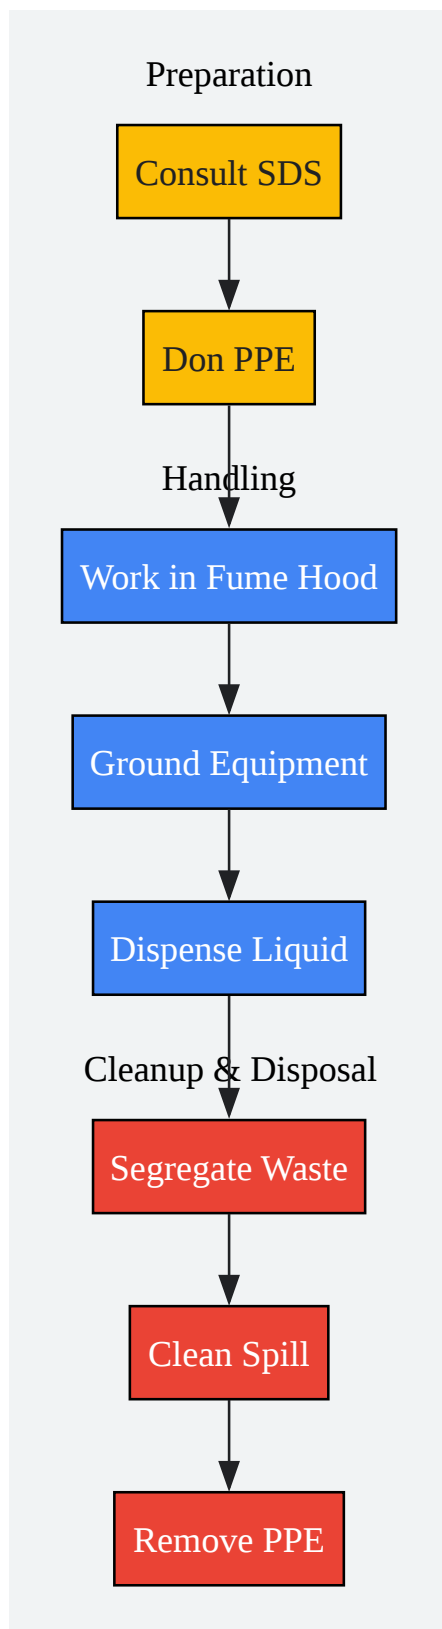 Preparation
Consult SDS
Don PPE
Handling
Work in Fume Hood
Ground Equipment
Dispense Liquid
Cleanup & Disposal
Segregate Waste
Clean Spill
Remove PPE